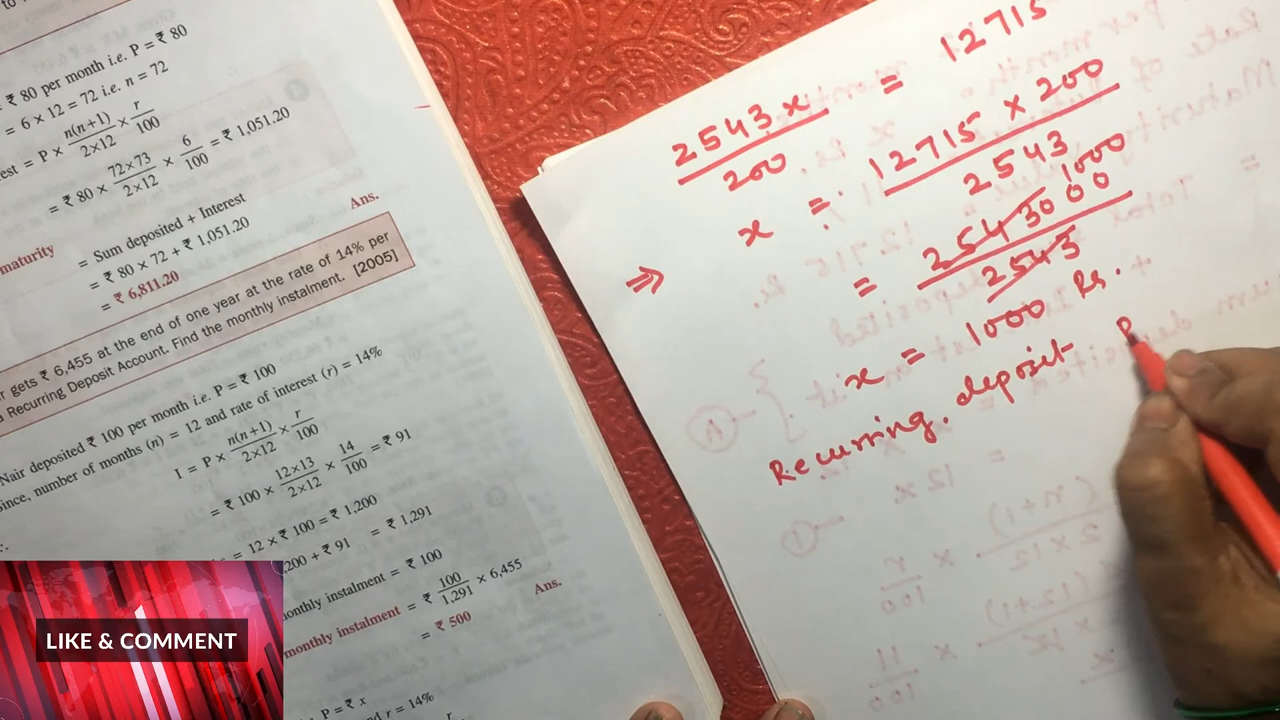 ₹ 80 per month i.e. P = ₹ 80
= 6 × 12 = 72 i.e. n = 72
= P × n(n+1)/2×12 × r/100
= ₹ 80 × 72×73/2×12 × 6/100 = ₹ 1,051.20
maturity = Sum deposited + Interest
= ₹ 80 × 72 + ₹ 1,051.20
= ₹ 6,811.20 Ans.
gets ₹ 6,455 at the end of one year at the rate of 14% per
Recurring Deposit Account. Find the monthly instalment. [2005]
Nair deposited ₹ 100 per month i.e. P = ₹ 100
Since, number of months (n) = 12 and rate of interest (r) = 14%
∴ I = P × n(n+1)/2×12 × r/100
= ₹ 100 × 12×13/2×12 × 14/100 = ₹ 91
= 12 × ₹ 100 = ₹ 1,200
+ ₹ 91 = ₹ 1,291
instalment = ₹ 100
monthly instalment = ₹ 100/1,291 × 6,455
= ₹ 500 Ans.
P = ₹ x
r = 14%
LIKE & COMMENT
2543x/200 = 12715
⇒ x = 12715 × 200/2543
= 2543000/2543 1000
x = 1000 Rs.
Recurring. deposit